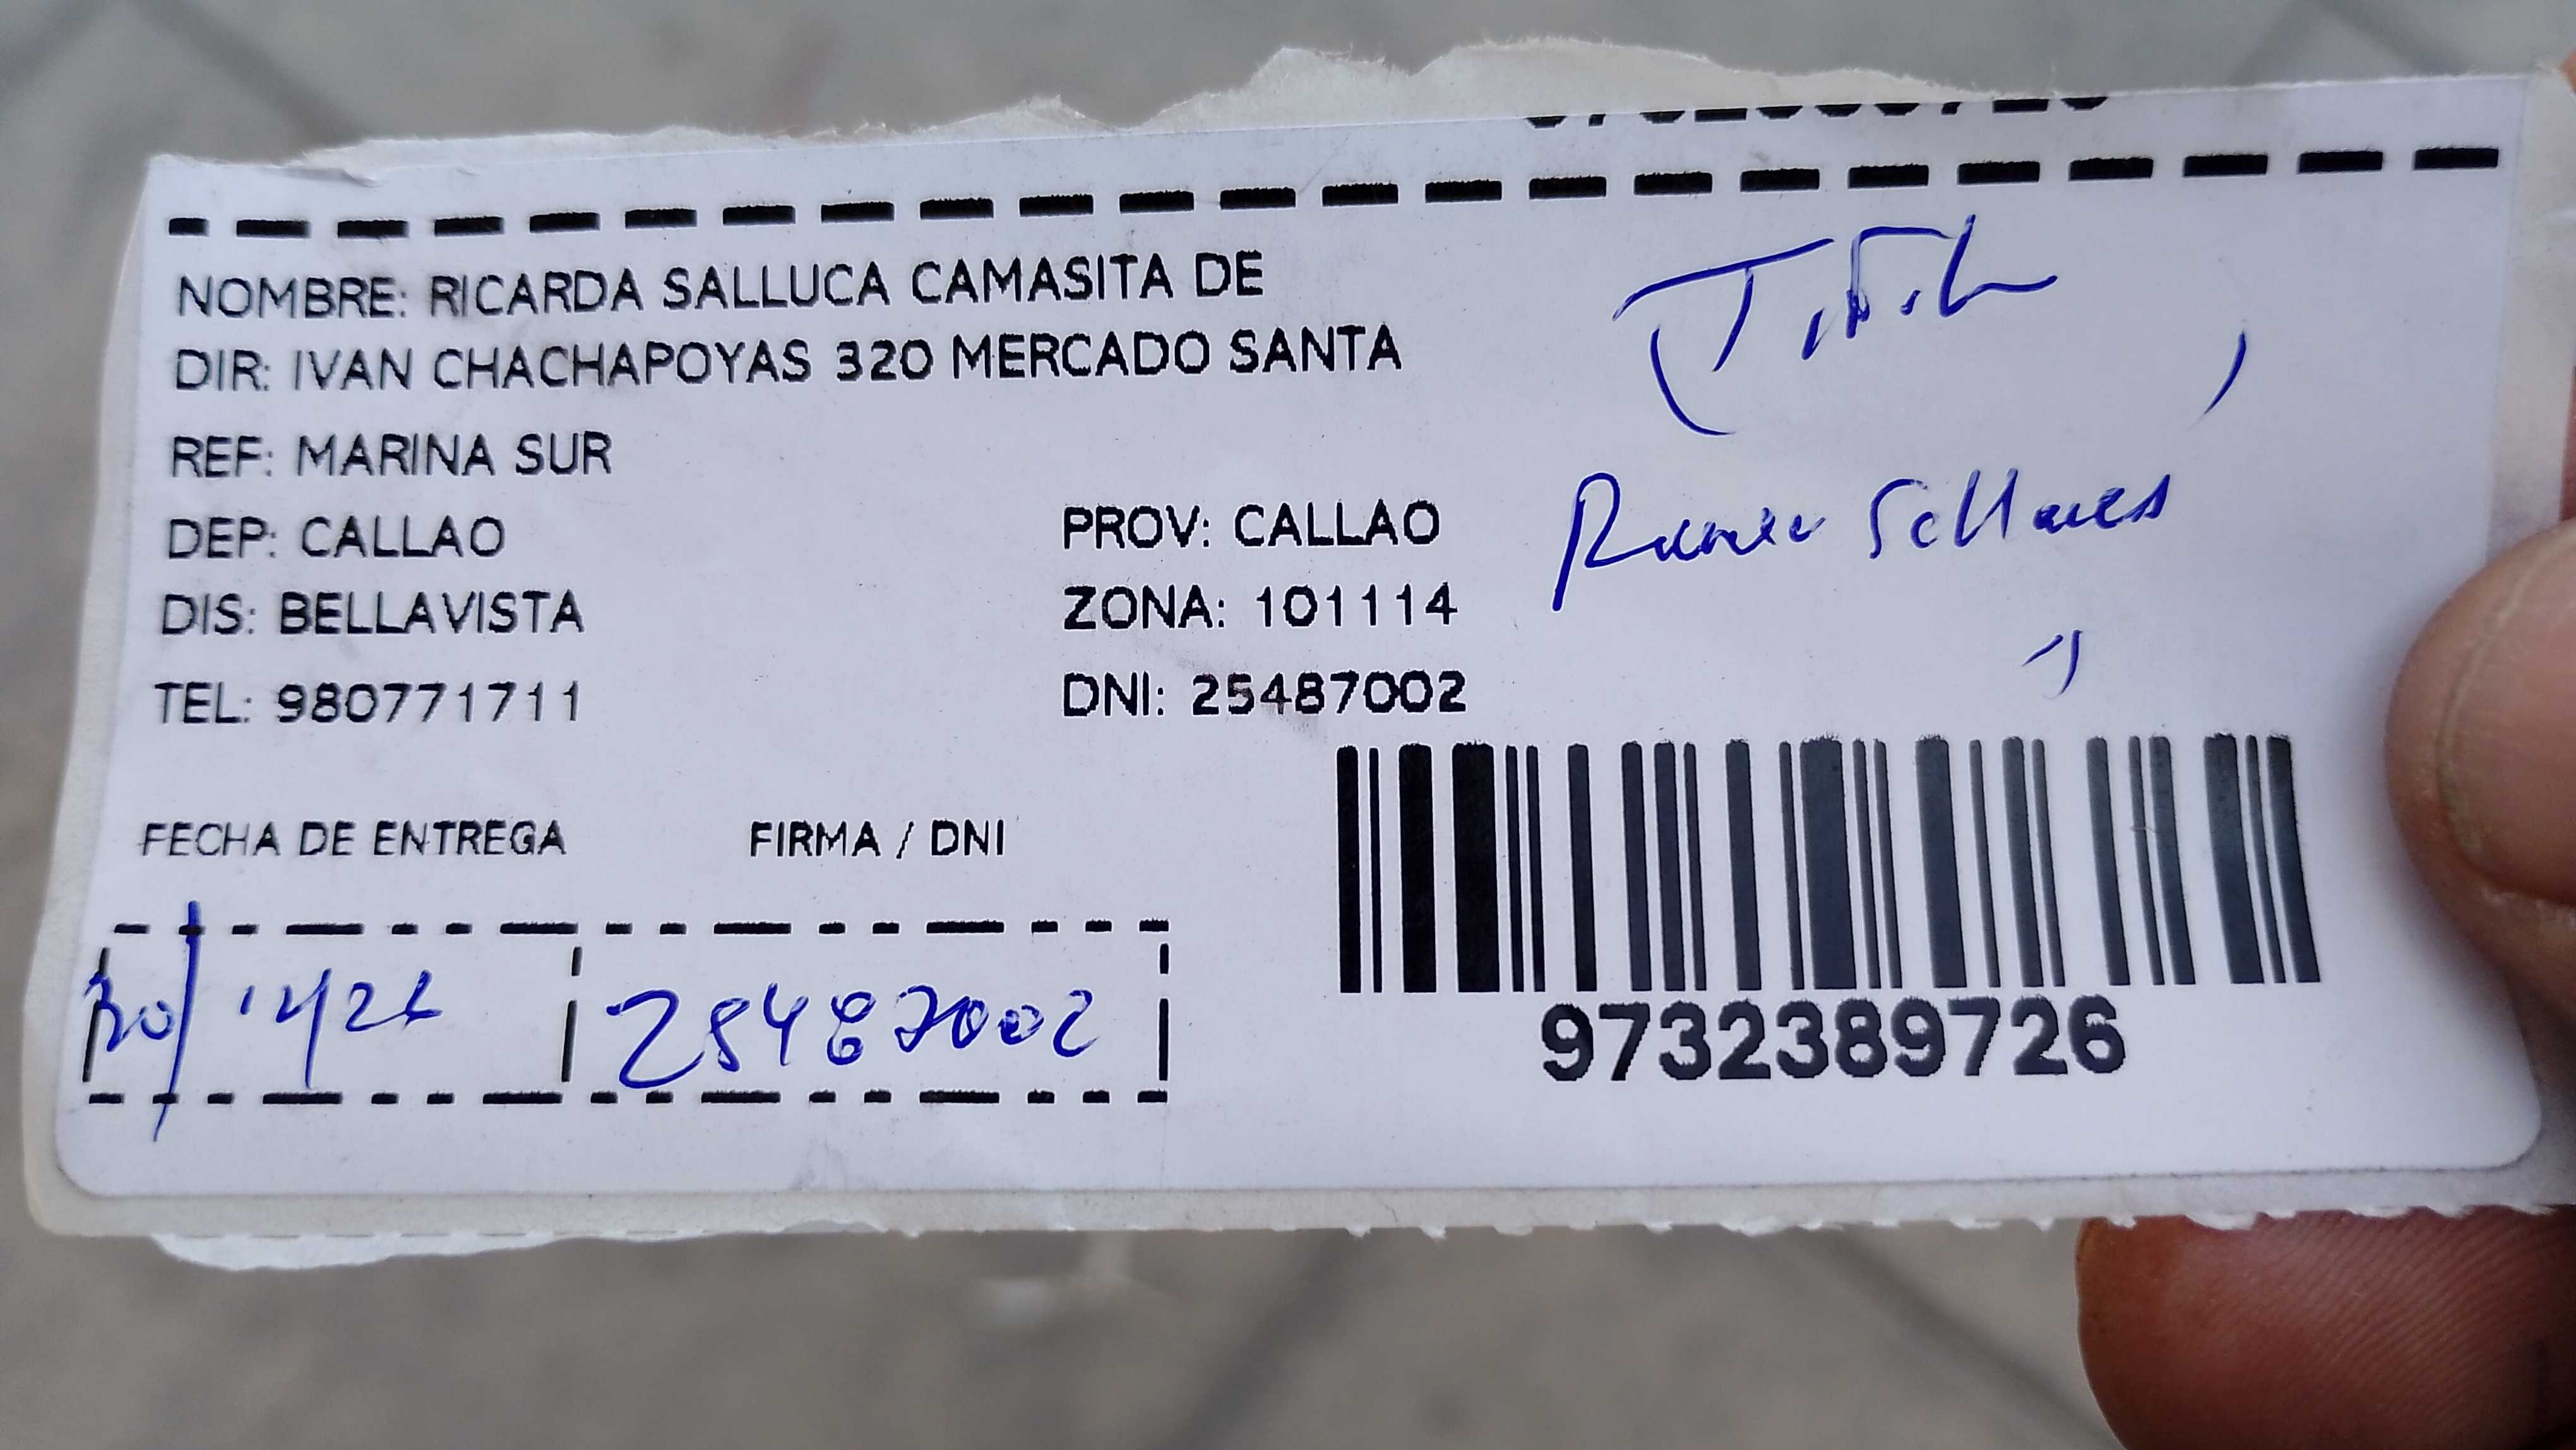 NOMBRE: RICARDA SALLUCA CAMASITA DE
DIR: IVAN CHACHAPOYAS 320 MERCADO SANTA
REF: MARINA SUR
DEP: CALLAO PROV: CALLAO
DIS: BELLAVISTA ZONA: 101114
TEL: 980771711 DNI: 25487002
FECHA DE ENTREGA FIRMA / DNI
25487002
9732389726